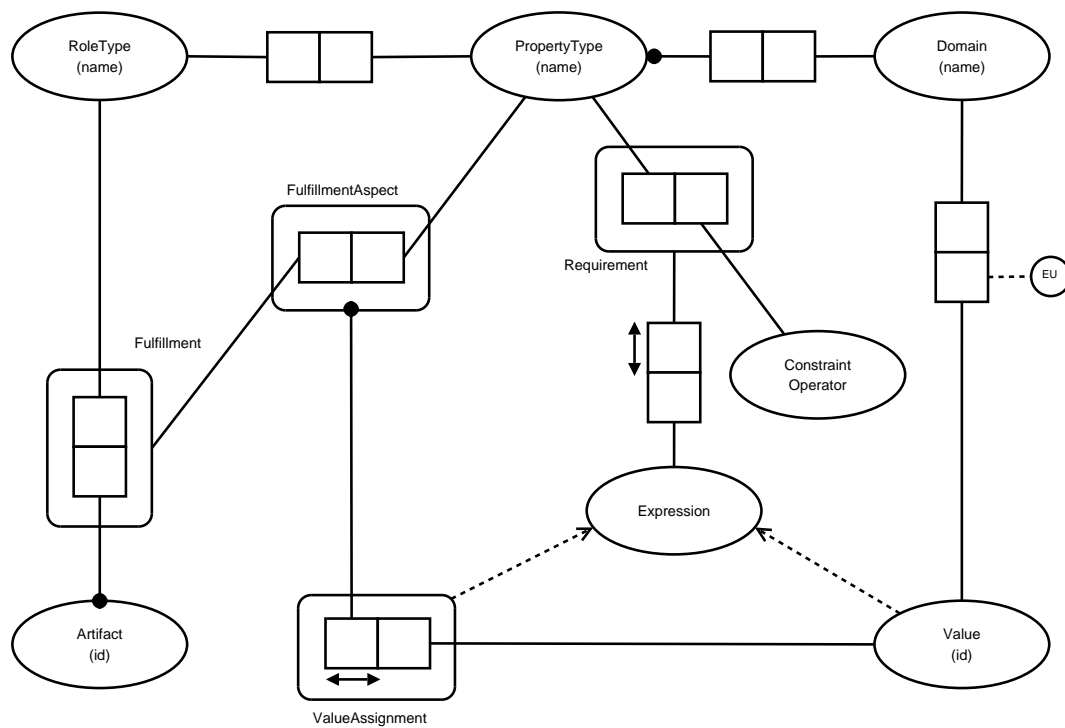 RoleType
(name)
PropertyType
(name)
Domain
(name)
FulfillmentAspect
Requirement
EU
Fulfillment
Constraint
Operator
Expression
Artifact
(id)
Value
(id)
ValueAssignment